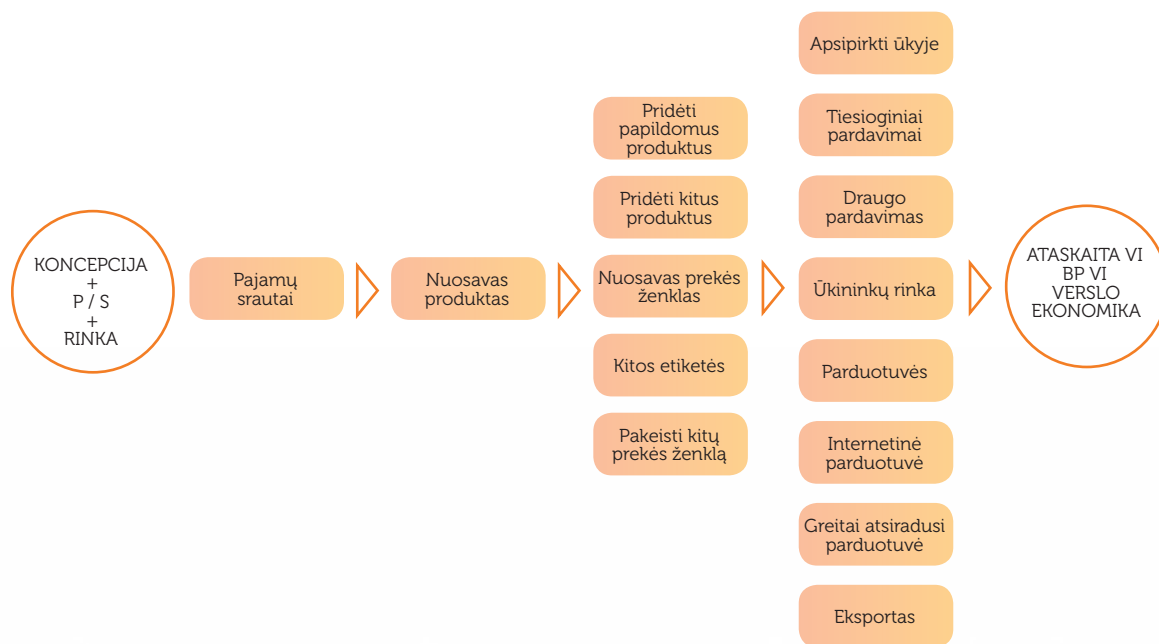 KONCEPCIJA
+
P / S
+
RINKA
Pajamų
srautai
Nuosavas
produktas
Pridėti
papildomus
produktus
Pridėti kitus
produktus
Nuosavas prekės
ženklas
Kitos etiketės
Pakeisti kitų
prekės ženklą
Apsipirkti ūkyje
Tiesioginiai
pardavimai
Draugo
pardavimas
Ūkininkų rinka
Parduotuvės
Internetinė
parduotuvė
Greitai atsiradusi
parduotuvė
Eksportas
ATASKAITA VI
BP VI
VERSLO
EKONOMIKA